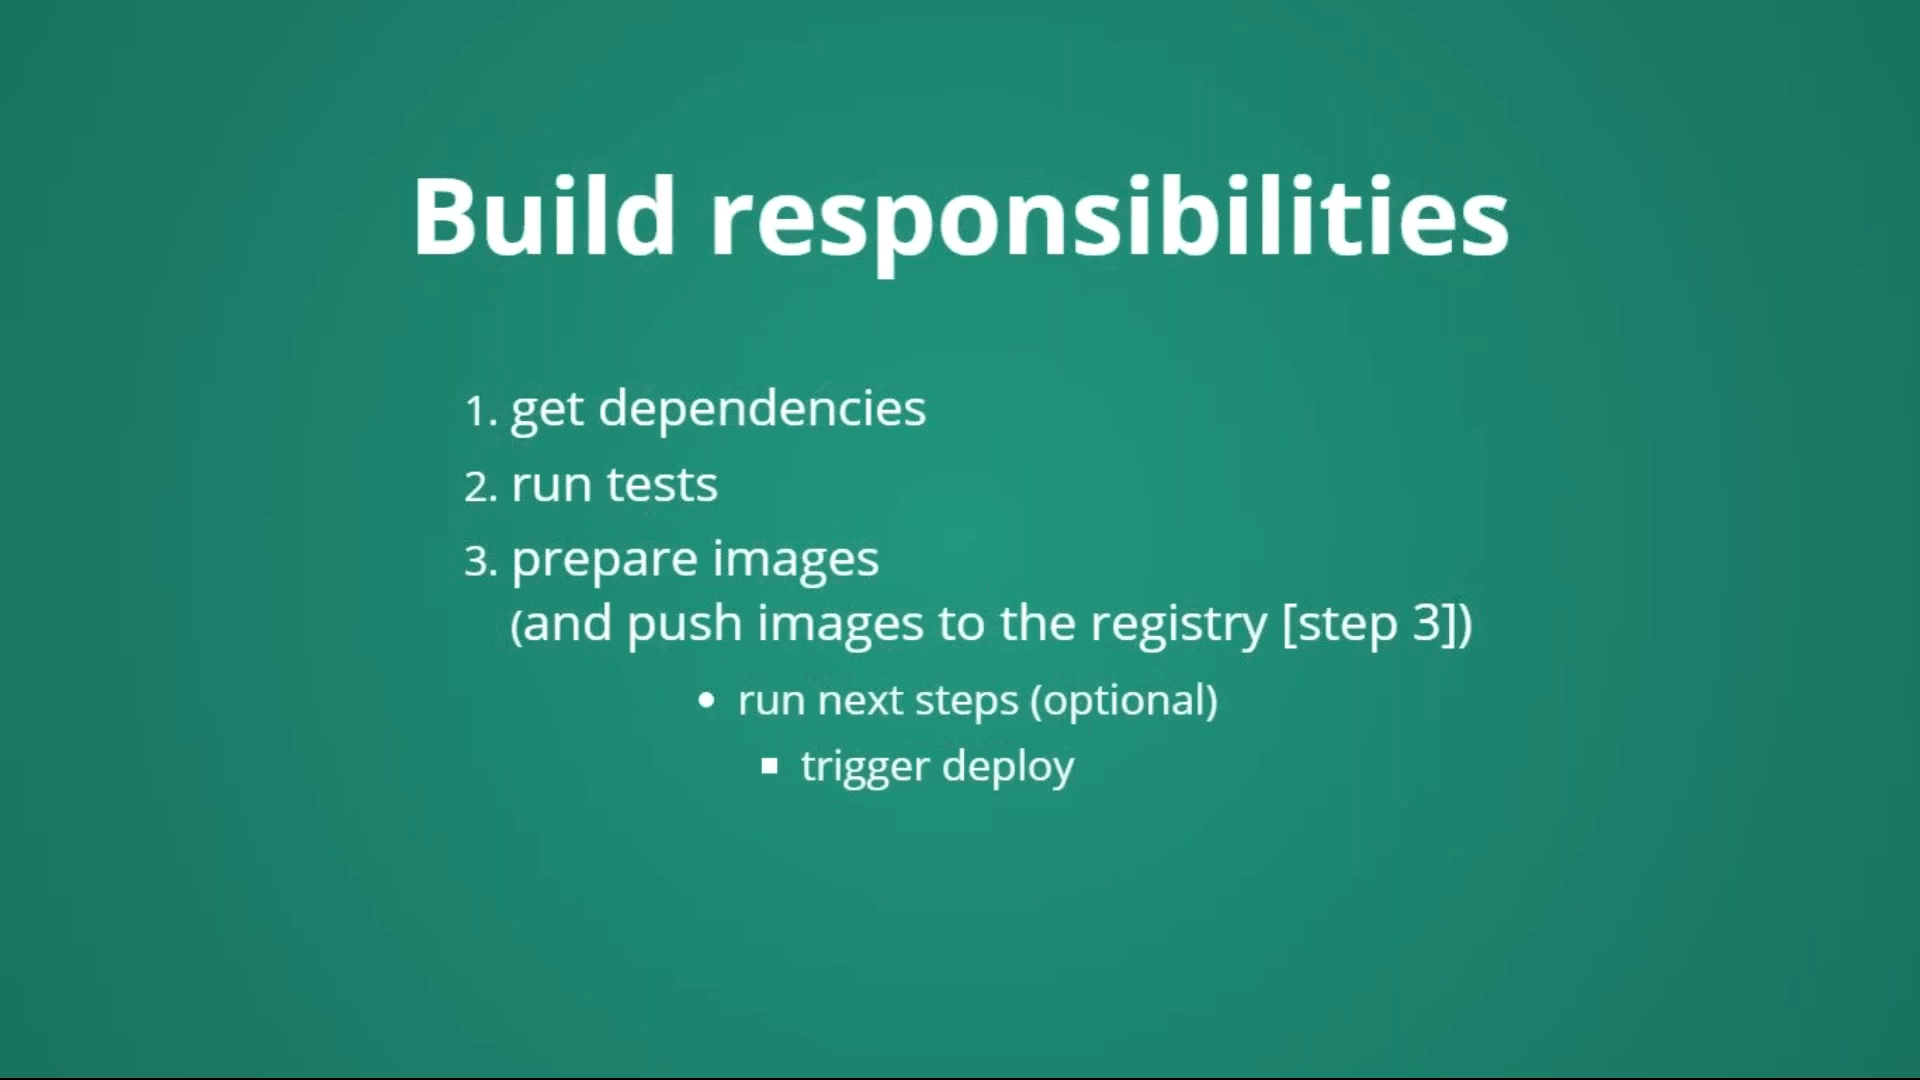 Build responsibilities
1. get dependencies
2. run tests
3. prepare images
(and push images to the registry [step 3])
• run next steps (optional)
▪ trigger deploy